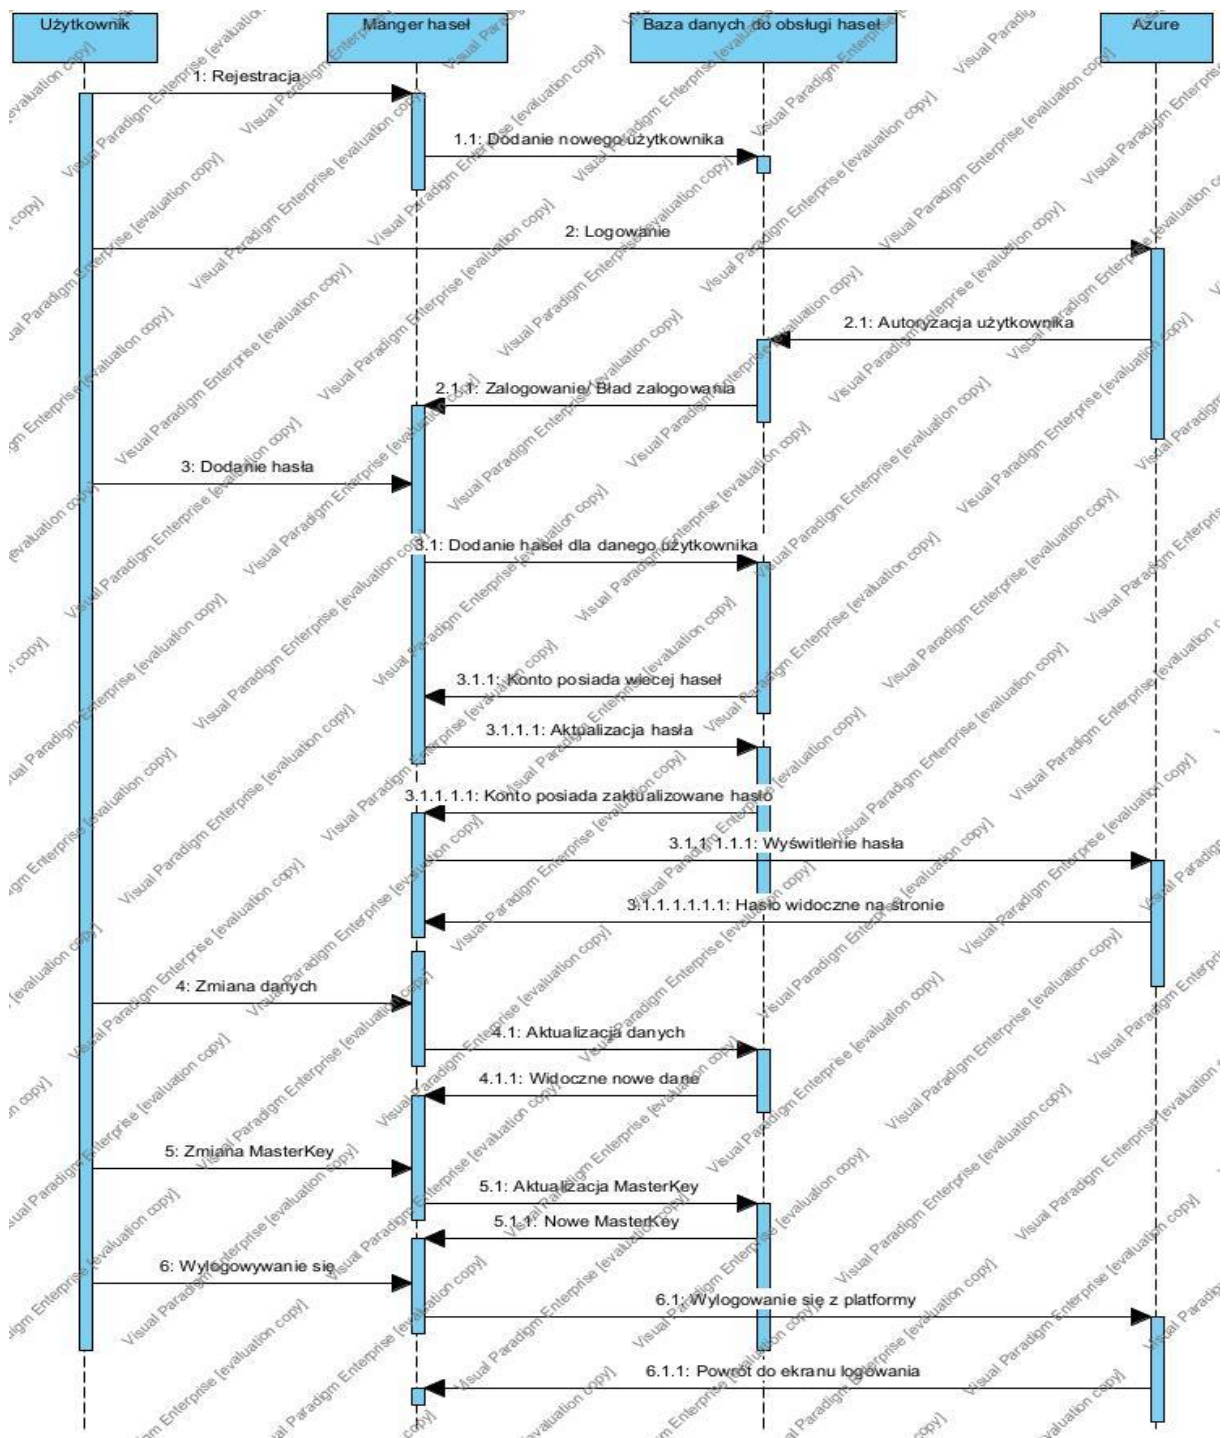 Użytkownik
Manger haseł
Baza danych do obsługi haseł
Azure
1: Rejestracja
1.1: Dodanie nowego użytkownika
2: Logowanie
2.1: Autoryzacja użytkownika
2.1.1: Zalogowanie/ Bład zalogowania
3: Dodanie hasła
3.1: Dodanie haseł dla danego użytkownika
3.1.1: Konto posiada wiecej haseł
3.1.1.1: Aktualizacja hasła
3.1.1.1.1: Konto posiada zaktualizowane hasło
3.1.1.1.1.1: Wyświtlenie hasła
3.1.1.1.1.1.1: Hasło widoczne na stronie
4: Zmiana danych
4.1: Aktualizacja danych
4.1.1: Widoczne nowe dane
5: Zmiana MasterKey
5.1: Aktualizacja MasterKey
5.1.1: Nowe MasterKey
6: Wylogowywanie się
6.1: Wylogowanie się z platformy
6.1.1: Powrót do ekranu logowania
Visual Paradigm Enterprise [evaluation copy]